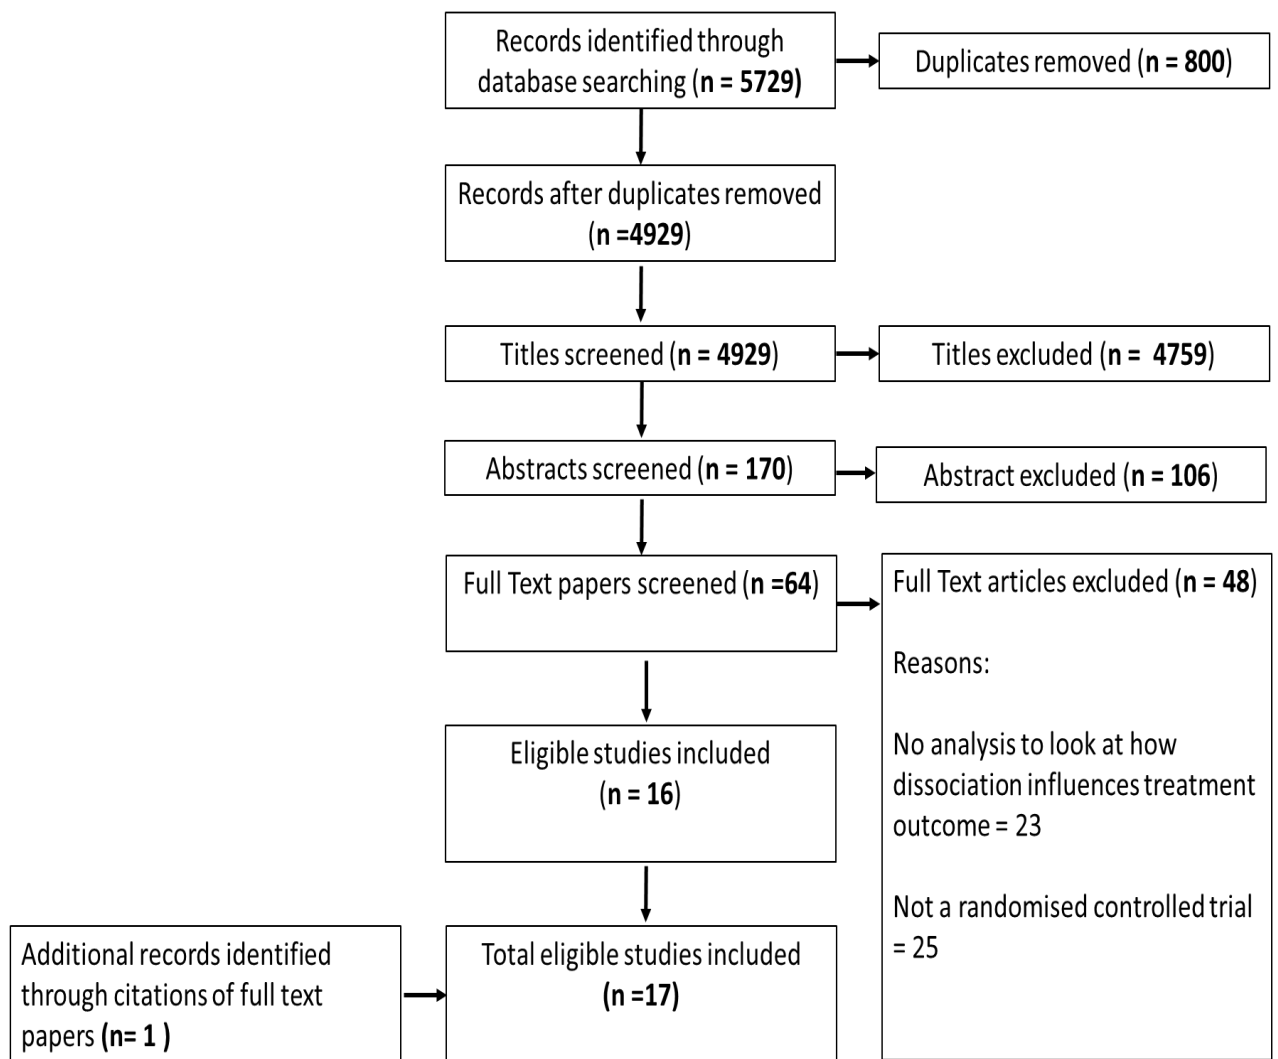 Records identified through
database searching (n = 5729)
Duplicates removed (n = 800)
Records after duplicates removed
(n =4929)
Titles screened (n = 4929)
Titles excluded (n =  4759)
Abstracts screened (n = 170)
Abstract excluded (n = 106)
Full Text papers screened (n =64)
Full Text articles excluded (n = 48)
Reasons:
No analysis to look at how
dissociation influences treatment
outcome = 23
Not a randomised controlled trial
= 25
Eligible studies included
(n = 16)
Additional records identified
through citations of full text
papers (n= 1 )
Total eligible studies included
(n =17)